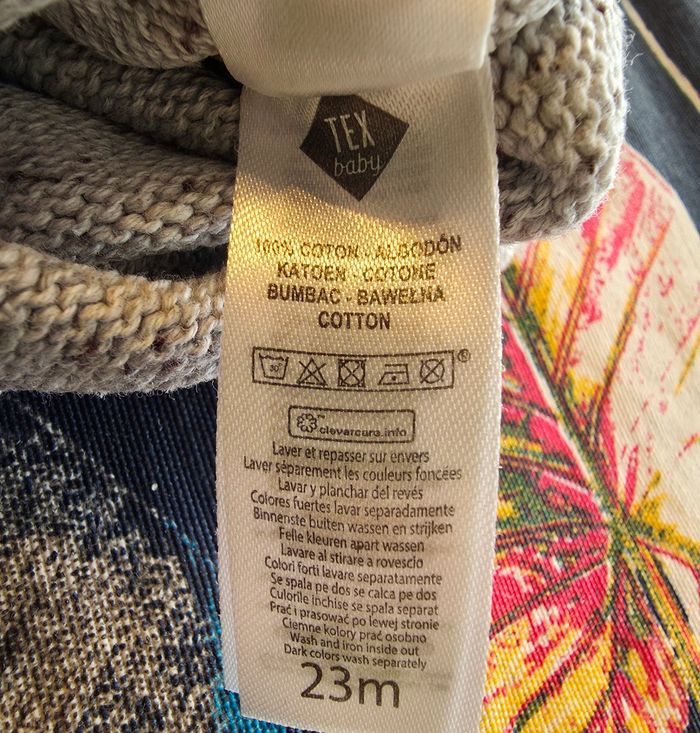 TEX
baby
100% COTON - ALGODÓN
KATOEN - COTONE
BUMBAC - BAWEŁNA
COTTON
30°
®
™ clevercare.info
Laver et repasser sur envers
Laver séparement les couleurs foncées
Lavar y planchar del revés
Colores fuertes lavar separadamente
Binnenste buiten wassen en strijken
Felle kleuren apart wassen
Lavare al stirare a rovescio
Colori forti lavare separatamente
Se spala pe dos se calca pe dos
Culorile inchise se spala separat
Prać i prasować po lewej stronie
Ciemne kolory prać osobno
Wash and iron inside out
Dark colors wash separately
23m